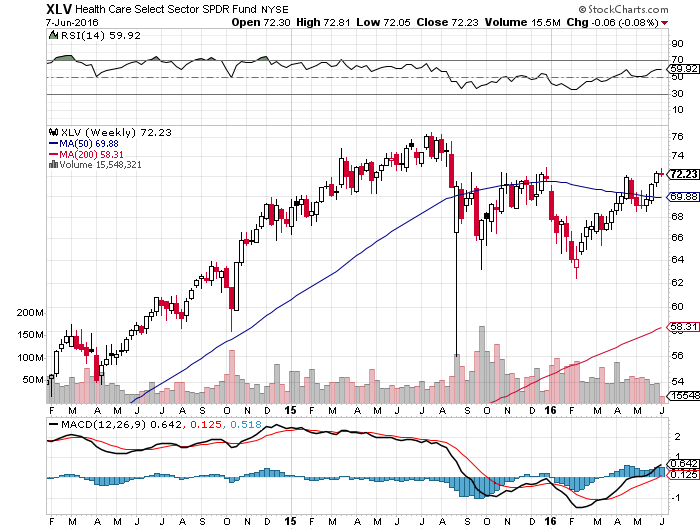 XLV Health Care Select Sector SPDR Fund NYSE © StockCharts.com
7-Jun-2016 Open 72.30 High 72.81 Low 72.05 Close 72.23 Volume 15.5M Chg -0.06 (-0.08%)
RSI(14) 59.92
90
70
59.92
50
30
10
XLV (Weekly) 72.23
MA(50) 69.88
MA(200) 58.31
Volume 15,548,321
76
74
72.23
69.88
68
66
64
62
60
58.31
56
54
200M
150M
100M
50M
15548
F M A M J J A S O N D 15 F M A M J J A S O N D 16 F M A M J
MACD(12,26,9) 0.642, 0.125, 0.518
2
1
0.642
0.125
-1
F M A M J J A S O N D 15 F M A M J J A S O N D 16 F M A M J